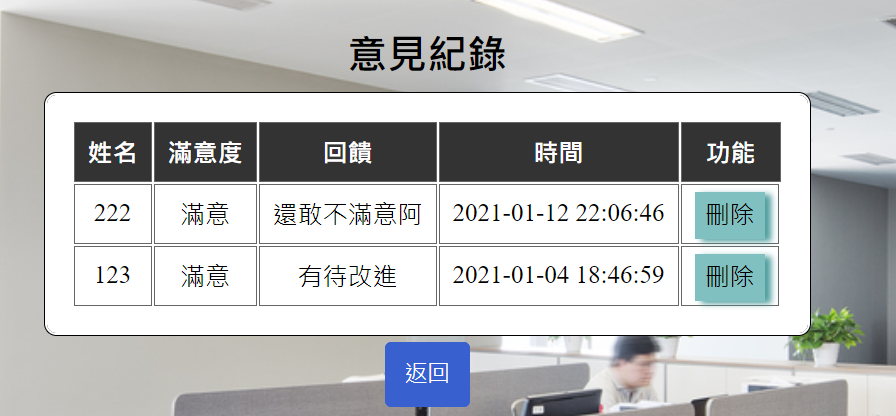 意見紀錄
姓名 滿意度 回饋 時間 功能
222 滿意 還敢不滿意阿 2021-01-12 22:06:46 刪除
123 滿意 有待改進 2021-01-04 18:46:59 刪除
返回